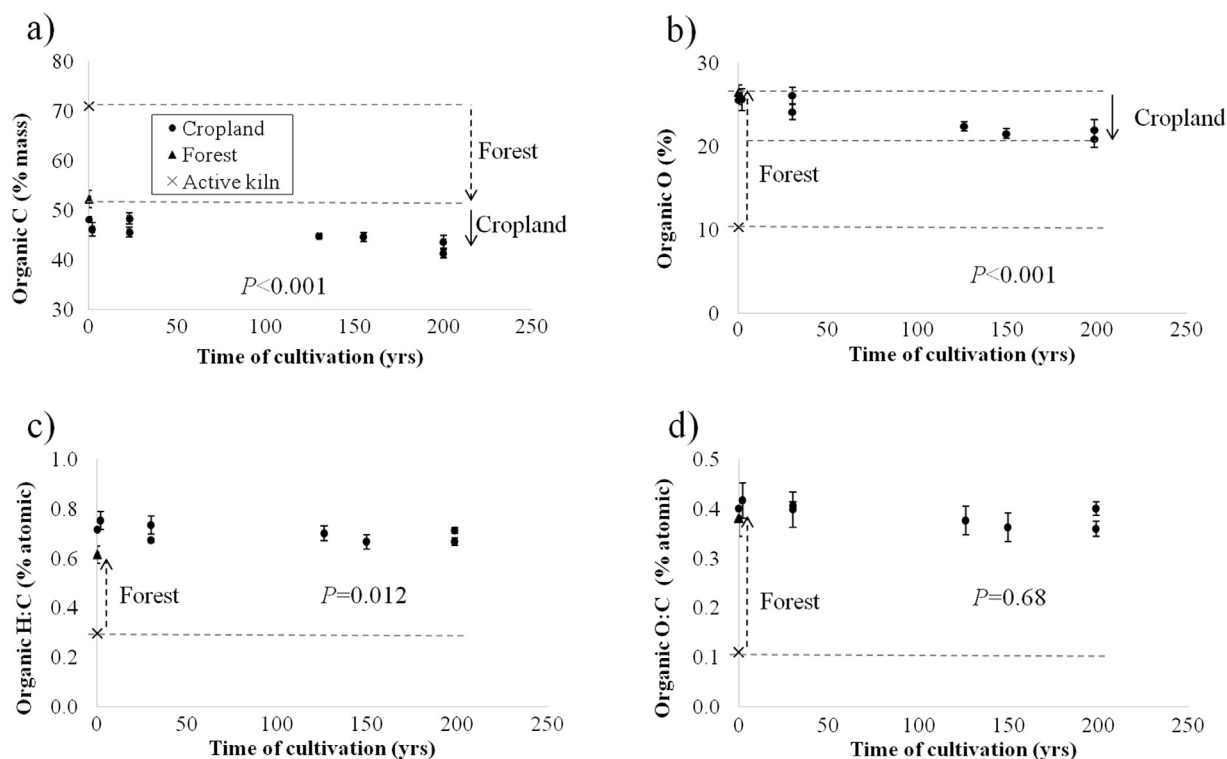 a)
Organic C (% mass)
80
70
60
50
40
30
Cropland
Forest
Active kiln
Forest
Cropland
P<0.001
0 50 100 150 200 250
Time of cultivation (yrs)
b)
Organic O (%)
30
20
10
0
Cropland
Forest
P<0.001
0 50 100 150 200 250
Time of cultivation (yrs)
c)
Organic H:C (% atomic)
1.0
0.8
0.6
0.4
0.2
0.0
Forest
P=0.012
0 50 100 150 200 250
Time of cultivation (yrs)
d)
Organic O:C (% atomic)
0.5
0.4
0.3
0.2
0.1
0.0
Forest
P=0.68
0 50 100 150 200 250
Time of cultivation (yrs)